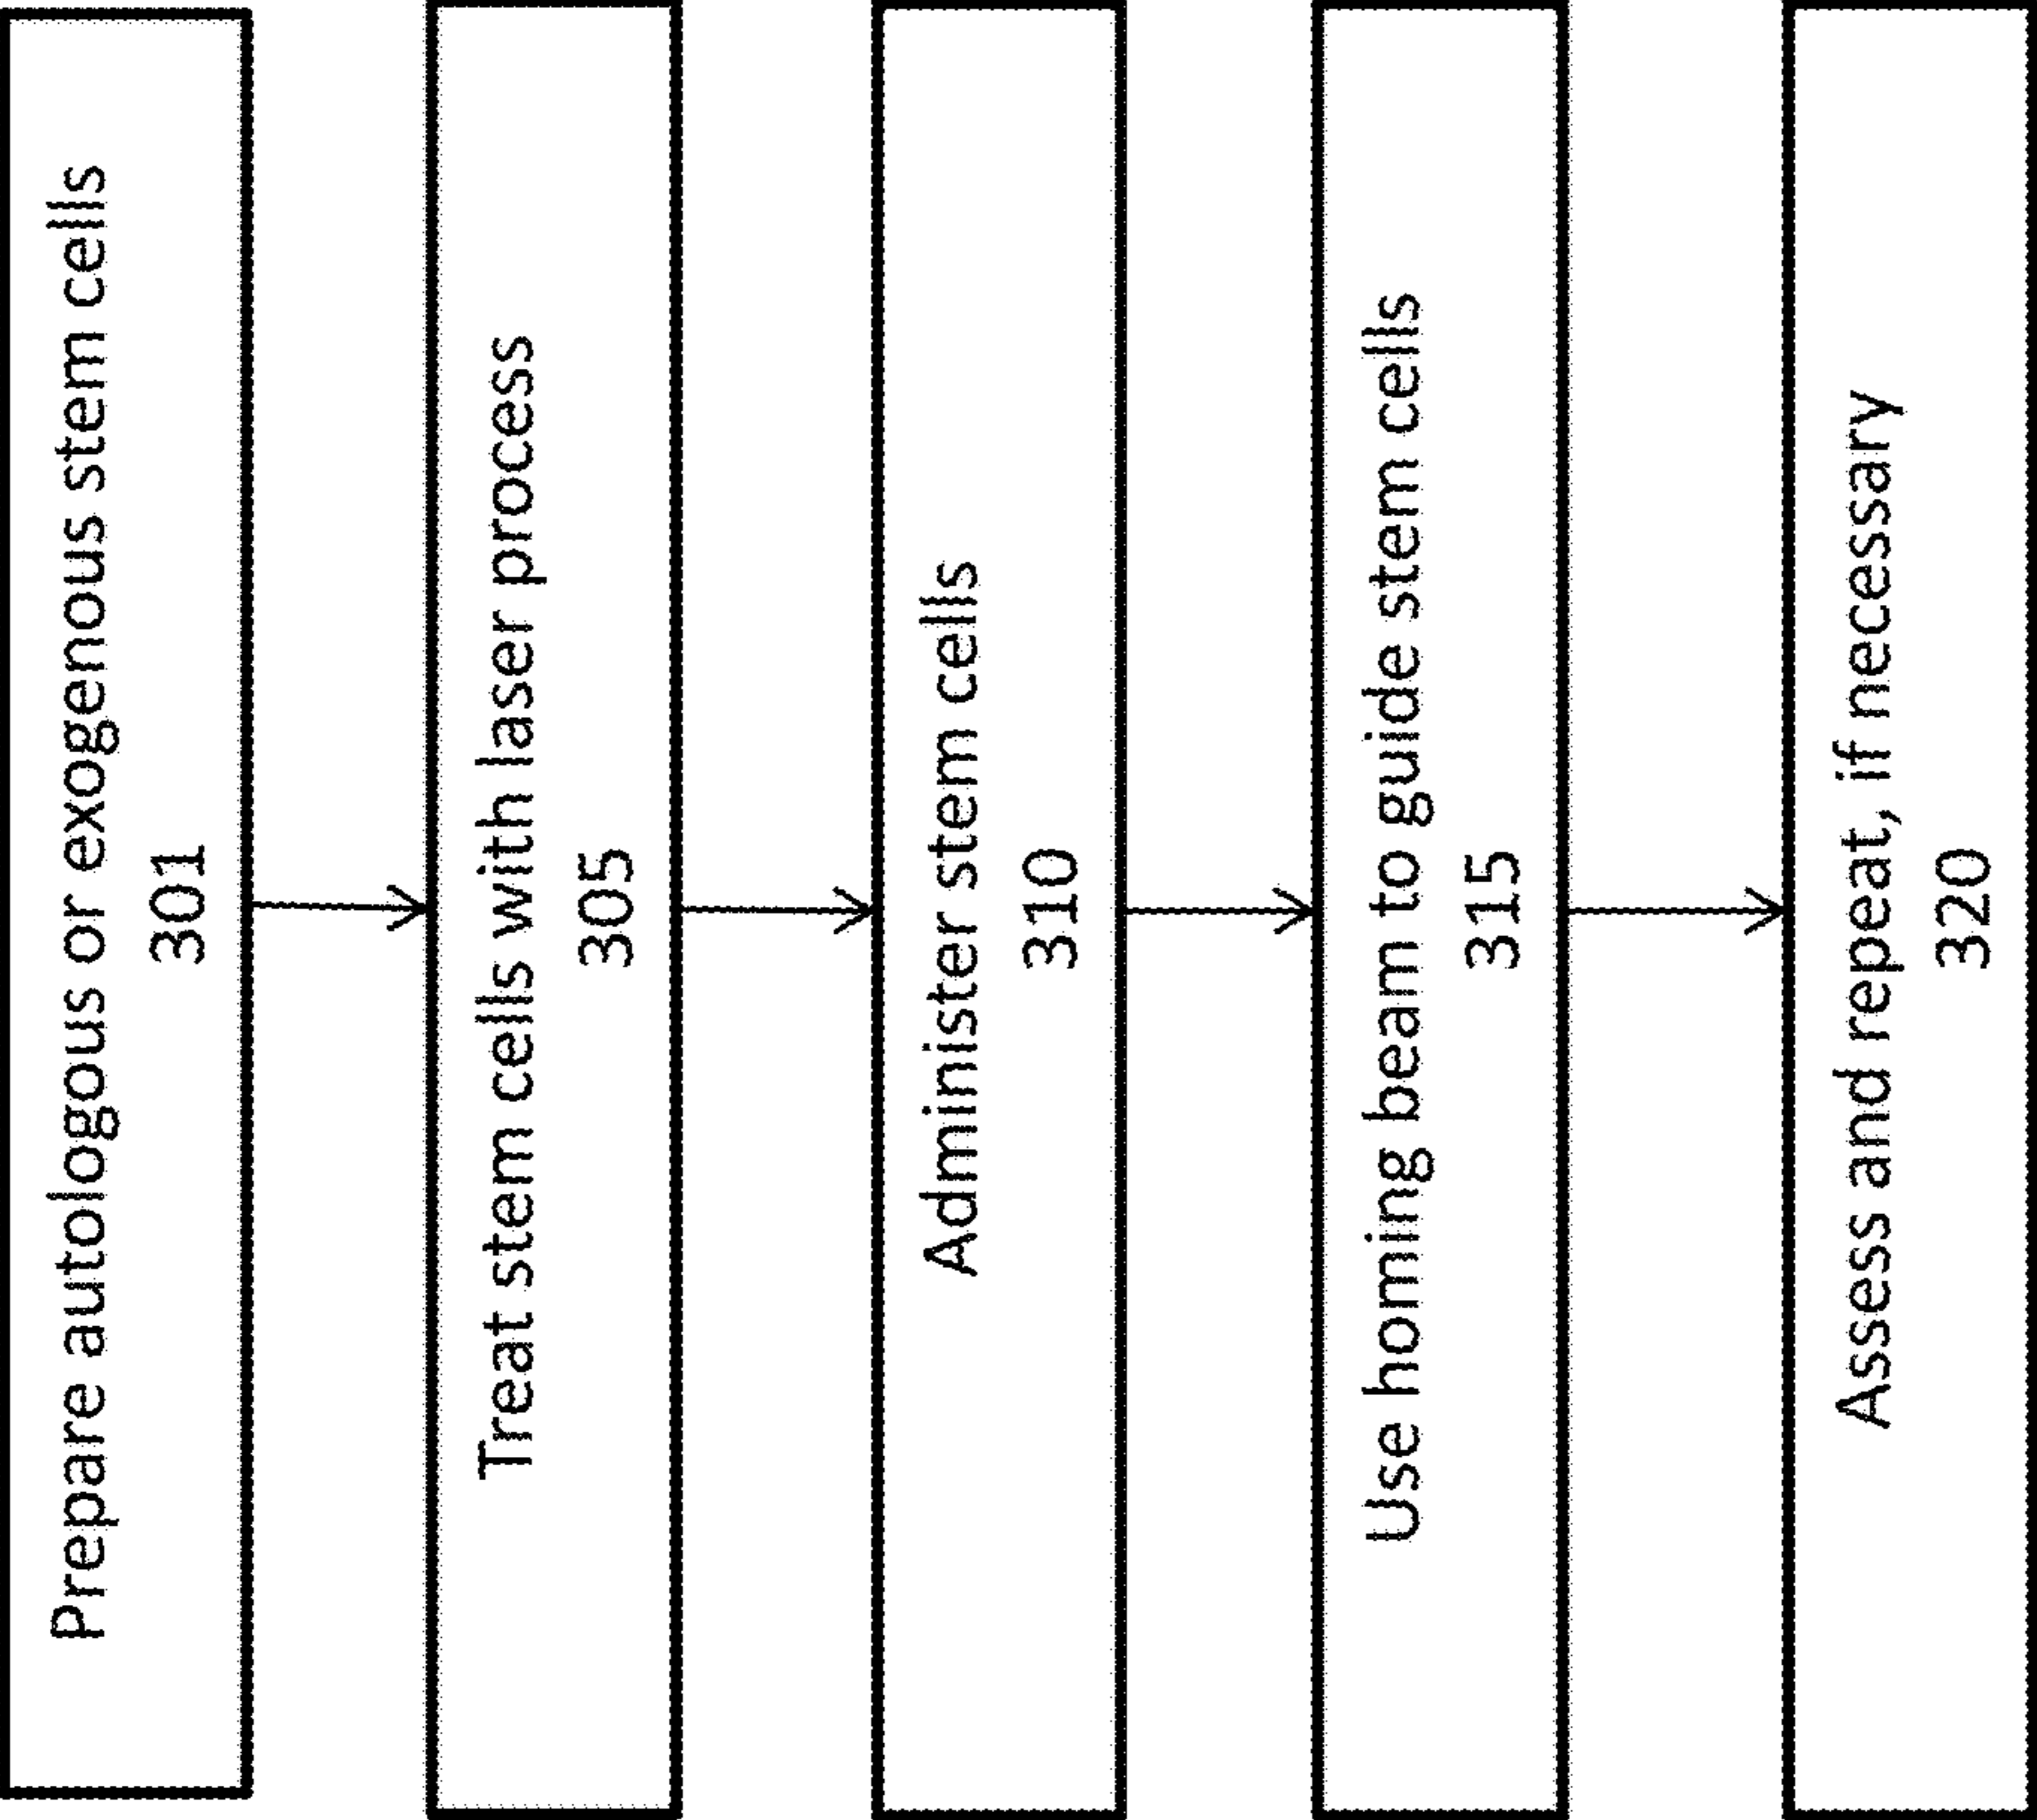 Prepare autologous or exogenous stem cells
301
Treat stem cells with laser process
305
Administer stem cells
310
Use homing beam to guide stem cells
315
Assess and repeat, if necessary
320